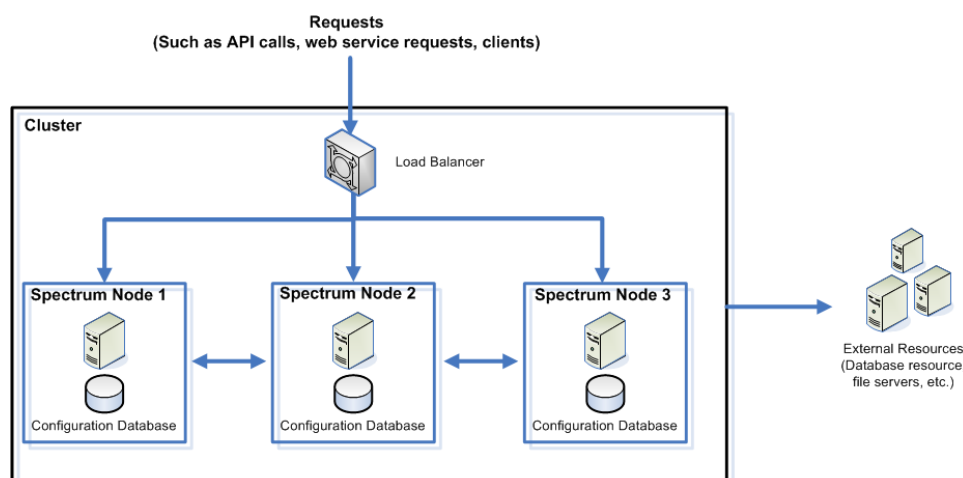 Requests
(Such as API calls, web service requests, clients)
Cluster
Load Balancer
Spectrum Node 1
Spectrum Node 2
Spectrum Node 3
Configuration Database
Configuration Database
Configuration Database
External Resources
(Database resource
file servers, etc.)